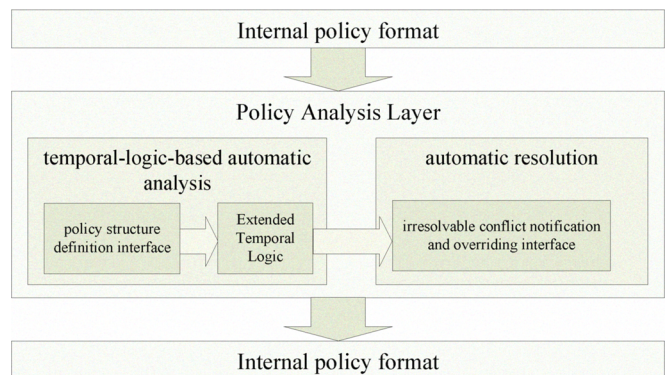 Internal policy format
Policy Analysis Layer
temporal-logic-based automatic
analysis
policy structure
definition interface
Extended
Temporal
Logic
automatic resolution
irresolvable conflict notification
and overriding interface
Internal policy format